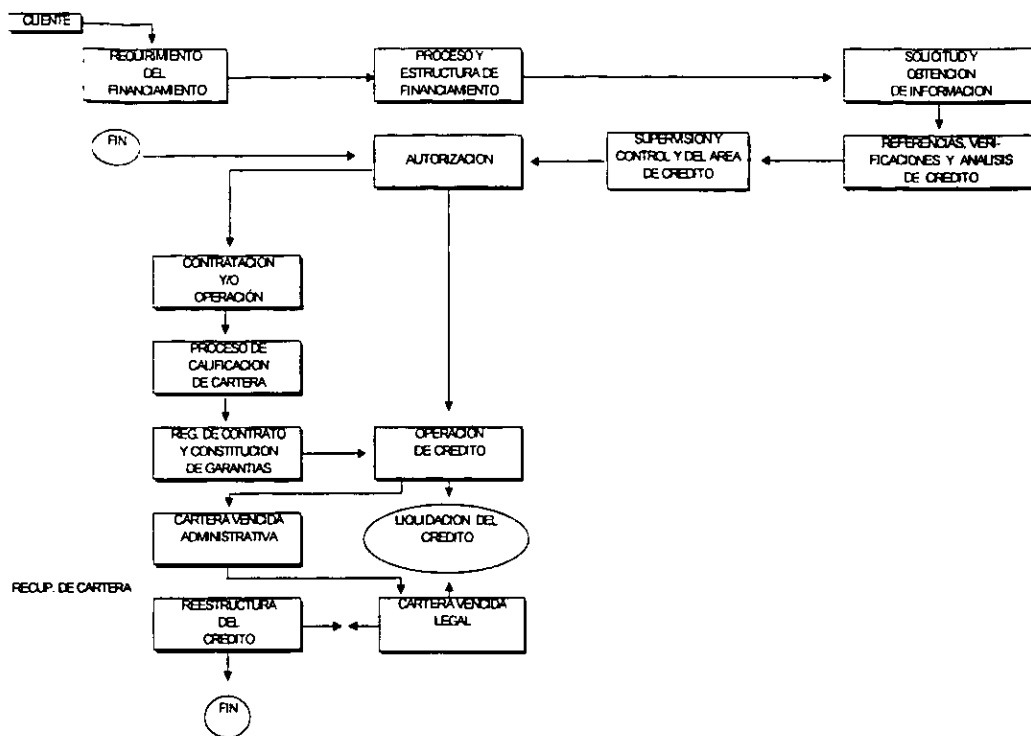 CLIENTE
REQUIRIMIENTO
DEL
FINANCIAMIENTO
PROCESO Y
ESTRUCTURA DE
FINANCIAMIENTO
SOLICITUD Y
OBTENCION
DE INFORMACION
FIN
AUTORIZACION
SUPERVISION Y
CONTROL Y DEL AREA
DE CREDITO
REFERENCIAS, VERI-
FICACIONES Y ANALISIS
DE CREDITO
CONTRATACION
Y/O
OPERACIÓN
PROCESO DE
CALIFICACION
DE CARTERA
REG. DE CONTRATO
Y CONSTITUCION
DE GARANTIAS
OPERACION
DE CREDITO
CARTERA VENCIDA
ADMINISTRATIVA
LIQUIDACION DEL
CREDITO
RECUP. DE CARTERA
REESTRUCTURA
DEL
CREDITO
CARTERA VENCIDA
LEGAL
FIN